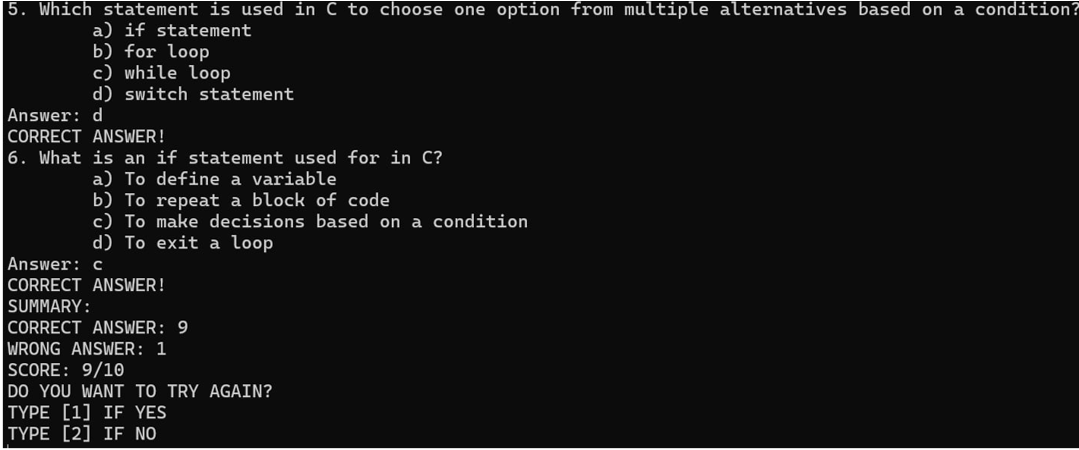 5. Which statement is used in C to choose one option from multiple alternatives based on a condition?
a) if statement
b) for loop
c) while loop
d) switch statement
Answer: d
CORRECT ANSWER!
6. What is an if statement used for in C?
a) To define a variable
b) To repeat a block of code
c) To make decisions based on a condition
d) To exit a loop
Answer: c
CORRECT ANSWER!
SUMMARY:
CORRECT ANSWER: 9
WRONG ANSWER: 1
SCORE: 9/10
DO YOU WANT TO TRY AGAIN?
TYPE [1] IF YES
TYPE [2] IF NO